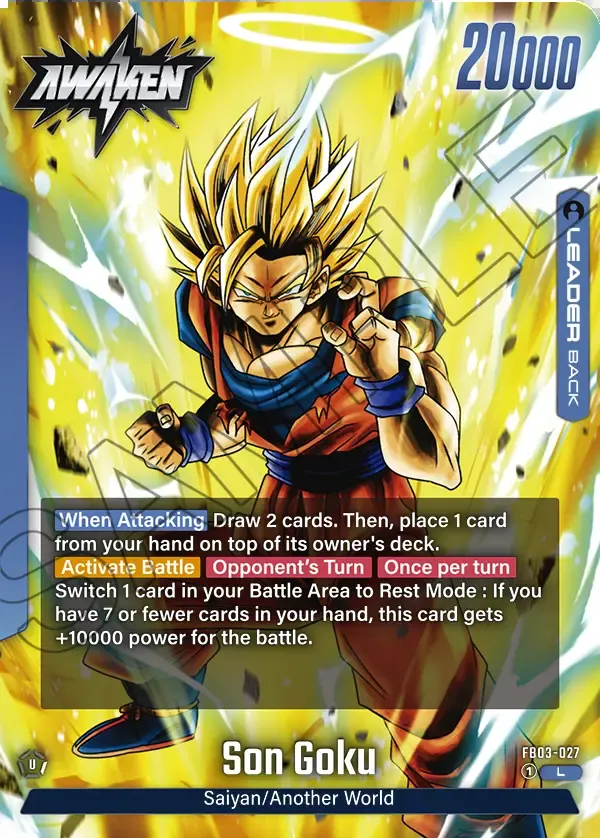 AWAKEN
20000
LEADER BACK
When Attacking Draw 2 cards. Then, place 1 card
from your hand on top of its owner's deck.
Activate Battle Opponent's Turn Once per turn
Switch 1 card in your Battle Area to Rest Mode : If you
have 7 or fewer cards in your hand, this card gets
+10000 power for the battle.
SAMPLE
U
Son Goku
FB03-027
1 L
Saiyan/Another World